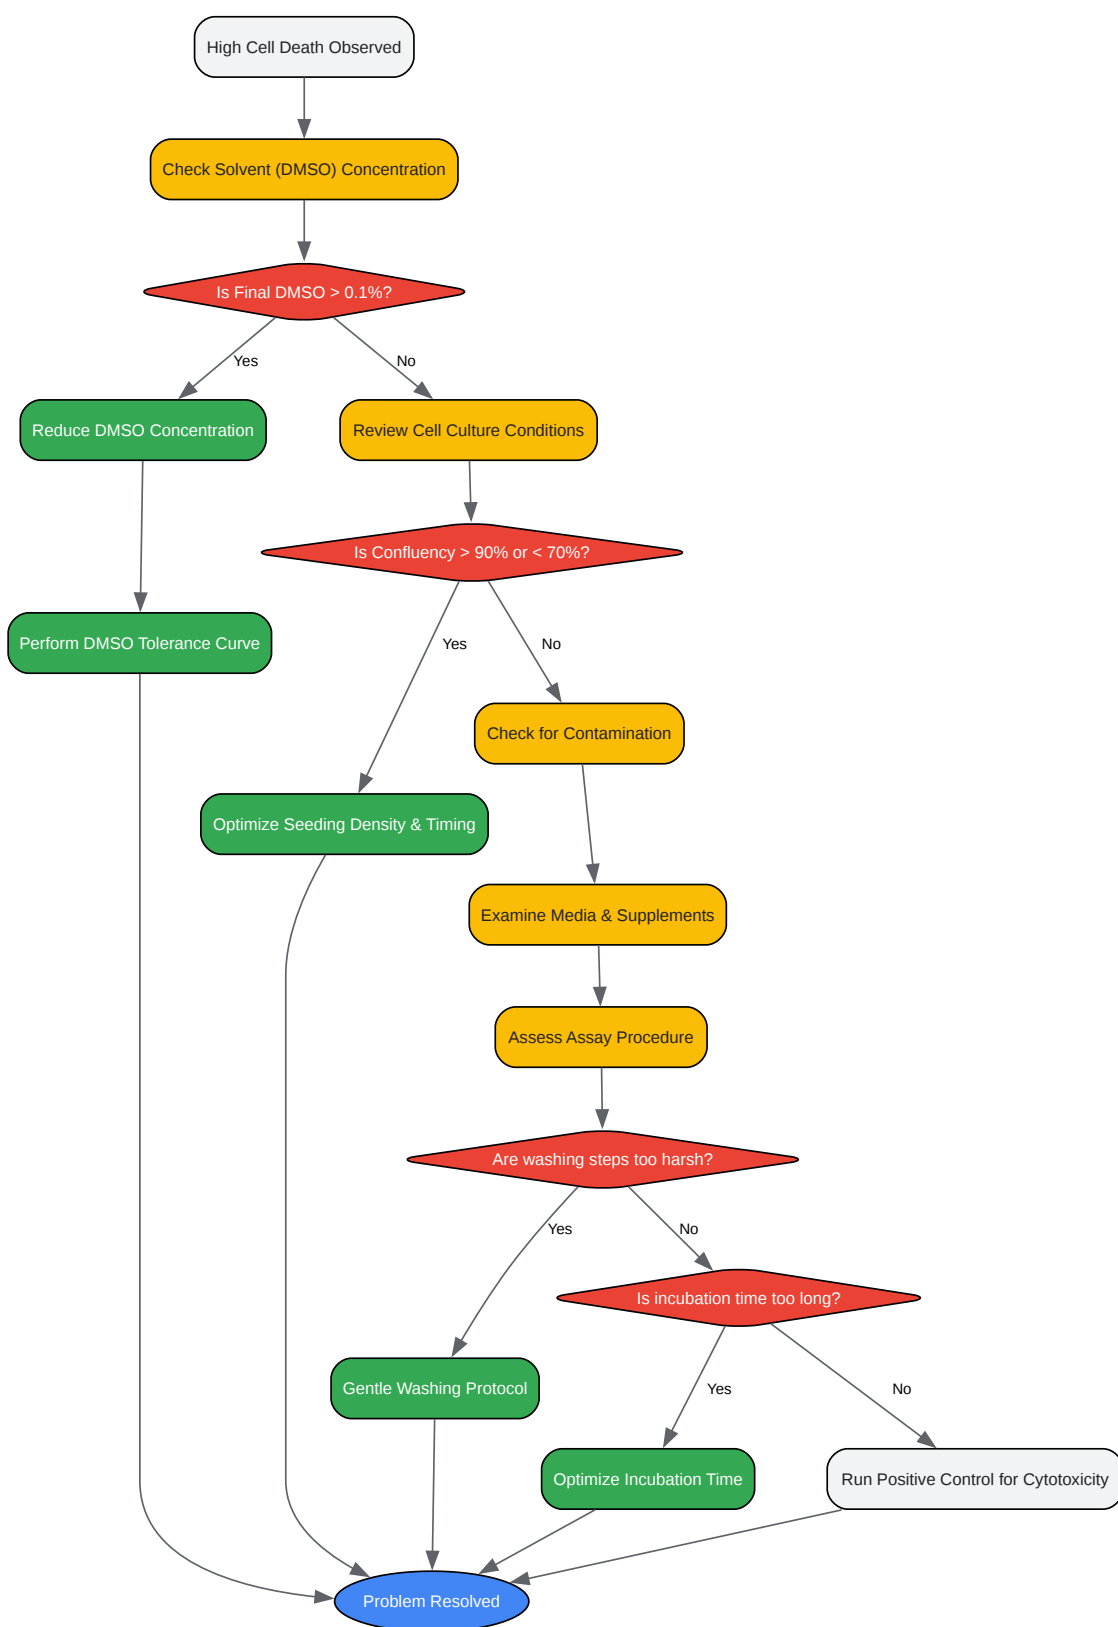 High Cell Death Observed
Check Solvent (DMSO) Concentration
Is Final DMSO > 0.1%?
Yes
No
Reduce DMSO Concentration
Review Cell Culture Conditions
Is Confluency > 90% or < 70%?
Perform DMSO Tolerance Curve
Yes
No
Check for Contamination
Optimize Seeding Density & Timing
Examine Media & Supplements
Assess Assay Procedure
Are washing steps too harsh?
Yes
No
Is incubation time too long?
Gentle Washing Protocol
Yes
No
Optimize Incubation Time
Run Positive Control for Cytotoxicity
Problem Resolved